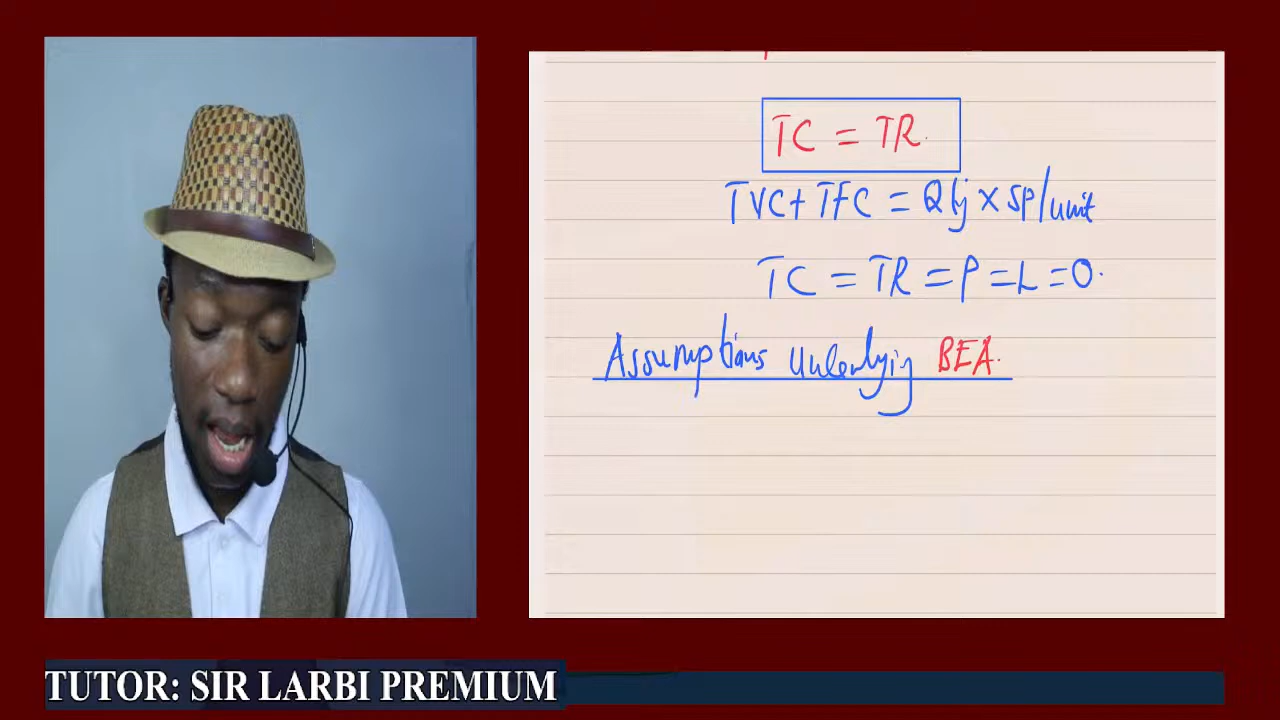 TC = TR.
TVC + TFC = Qty × SP/unit
TC = TR = P = L = 0.
Assumptions Underlying BEA.
TUTOR: SIR LARBI PREMIUM